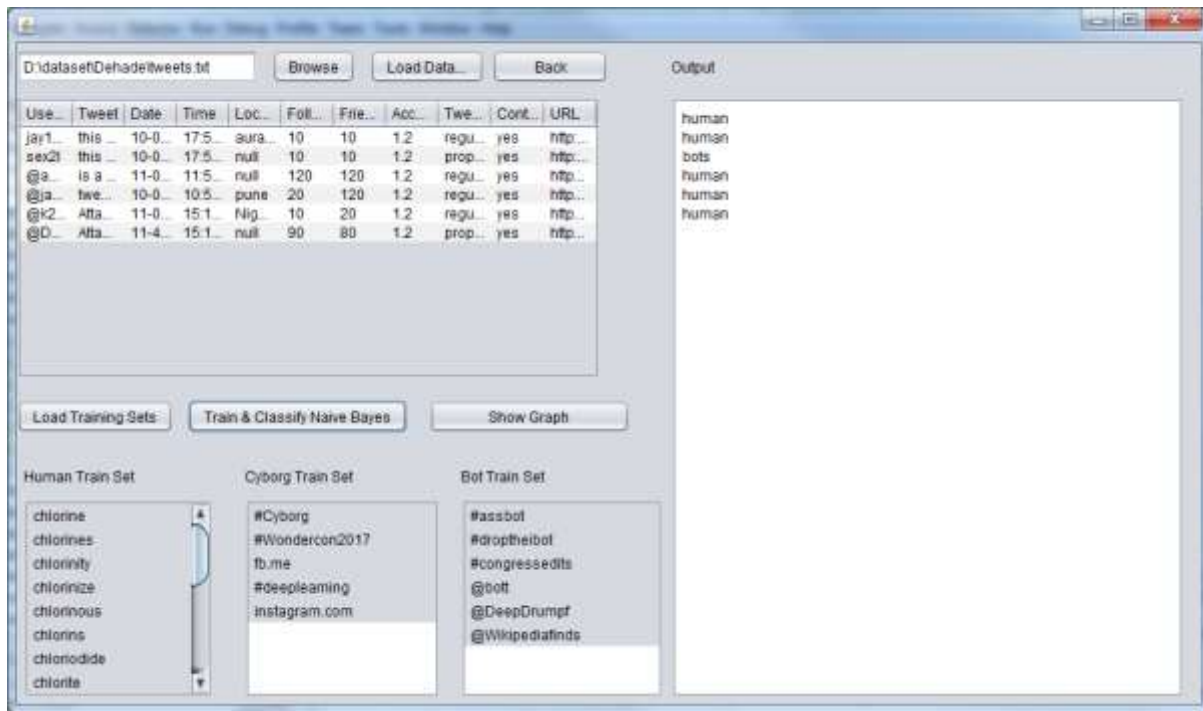 D:\dataset\Dehade\tweets.txt Browse Load Data... Back Output
Use... Tweet Date Time Loc... Foll... Frie... Acc... Twe... Cont... URL
jay1... this ... 10-0... 17:5... aura... 10 10 1.2 regu... yes http:...
sex2t this ... 10-0... 17:5... null 10 10 1.2 prop... yes http:...
@a... is a ... 11-0... 11:5... null 120 120 1.2 regu... yes http...
@ja... twe... 10-0... 10:5... pune 20 120 1.2 regu... yes http...
@k2... Atta... 11-0... 15:1... Nig... 10 20 1.2 regu... yes http...
@D... Atta... 11-4... 15:1... null 90 80 1.2 prop... yes http...
human
human
bots
human
human
human
Load Training Sets Train & Classify Naive Bayes Show Graph
Human Train Set Cyborg Train Set Bot Train Set
chlorine
chlorines
chlorinity
chlorinize
chlorinous
chlorins
chloriodide
chlorite
#Cyborg
#Wondercon2017
fb.me
#deeplearning
instagram.com
#assbot
#dropthebot
#congressedits
@bott
@DeepDrumpf
@Wikipediafinds